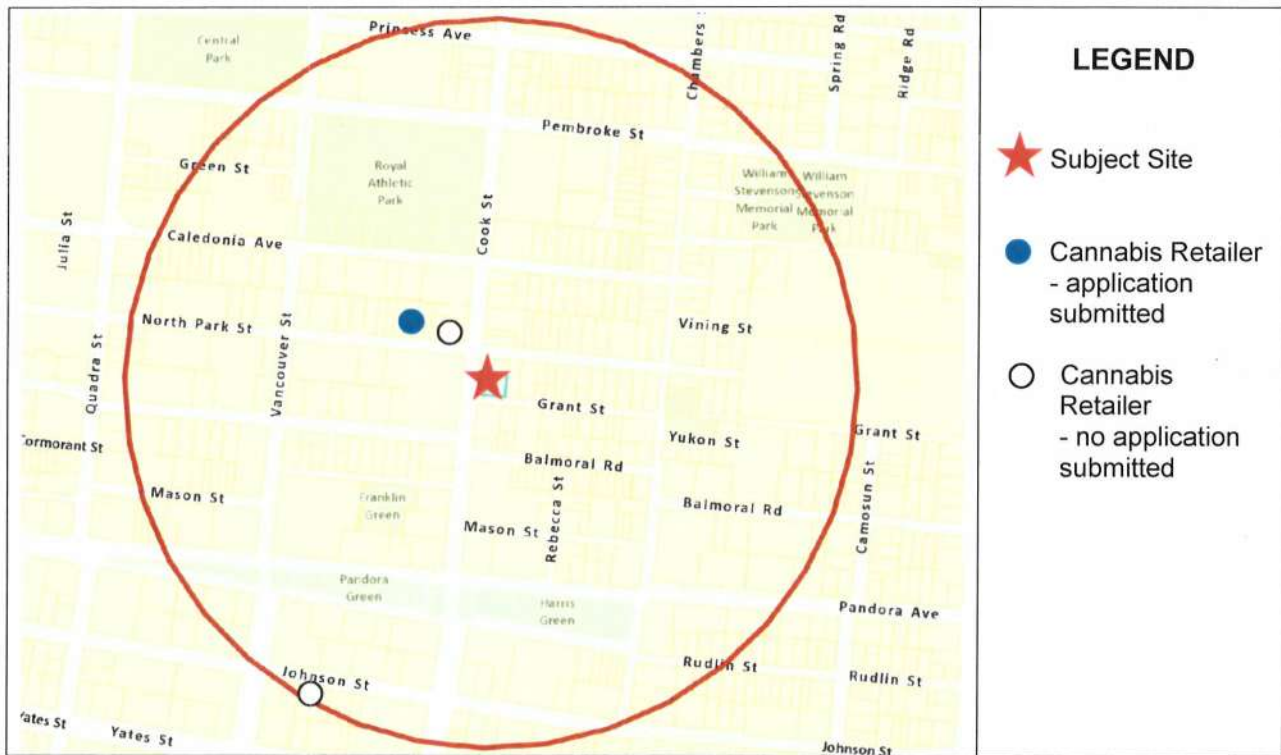 Princess Ave
Chambers
Spring Rd
Ridge Rd
Central
Park
Pembroke St
Green St
Royal
Athletic
Park
William
Stevenson
Memorial
Park
William
Stevenson
Memorial
Park
Julia St
Caledonia Ave
Cook St
North Park St
Vining St
Quadra St
Vancouver St
Grant St
Yukon St
Grant St
Cormorant St
Balmoral Rd
Mason St
Franklin
Green
Mason St
Rebecca St
Balmoral Rd
Camosun St
Pandora
Green
Harris
Green
Pandora Ave
Johnson St
Rudlin St
Rudlin St
Yates St
Yates St
Johnson St
LEGEND
Subject Site
Cannabis Retailer
- application
submitted
Cannabis
Retailer
- no application
submitted